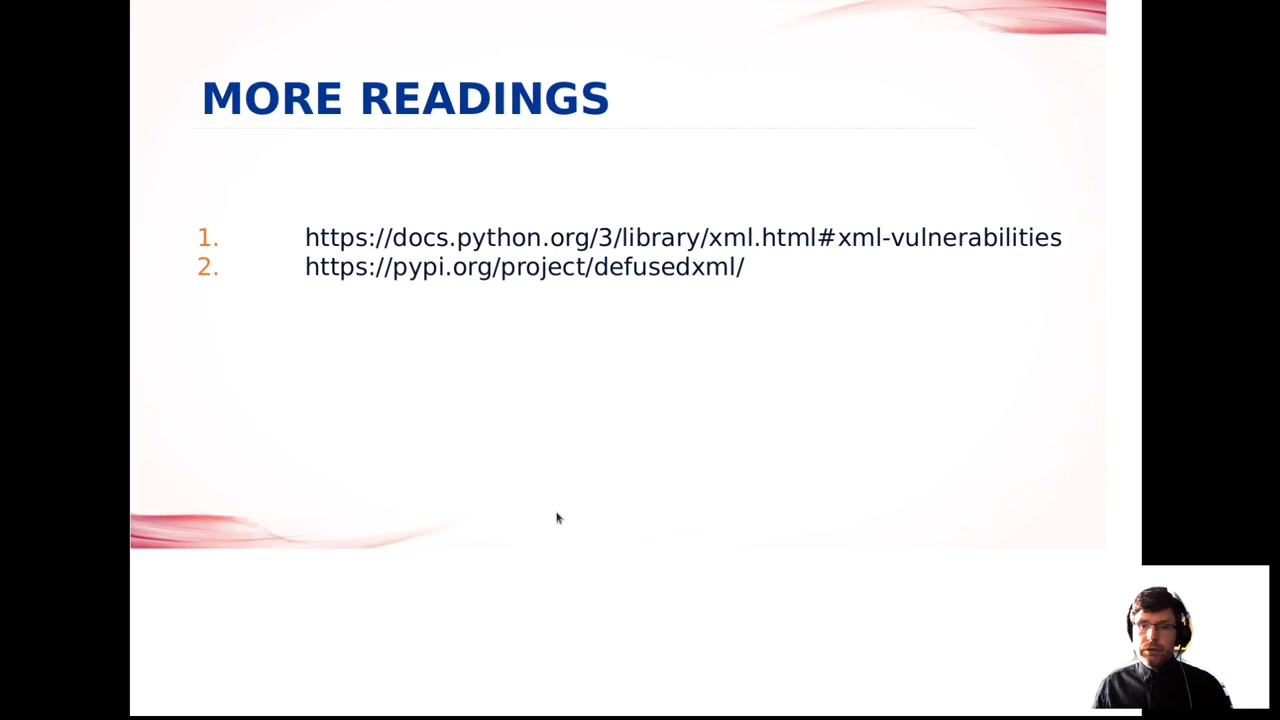 MORE READINGS
1. https://docs.python.org/3/library/xml.html#xml-vulnerabilities
2. https://pypi.org/project/defusedxml/